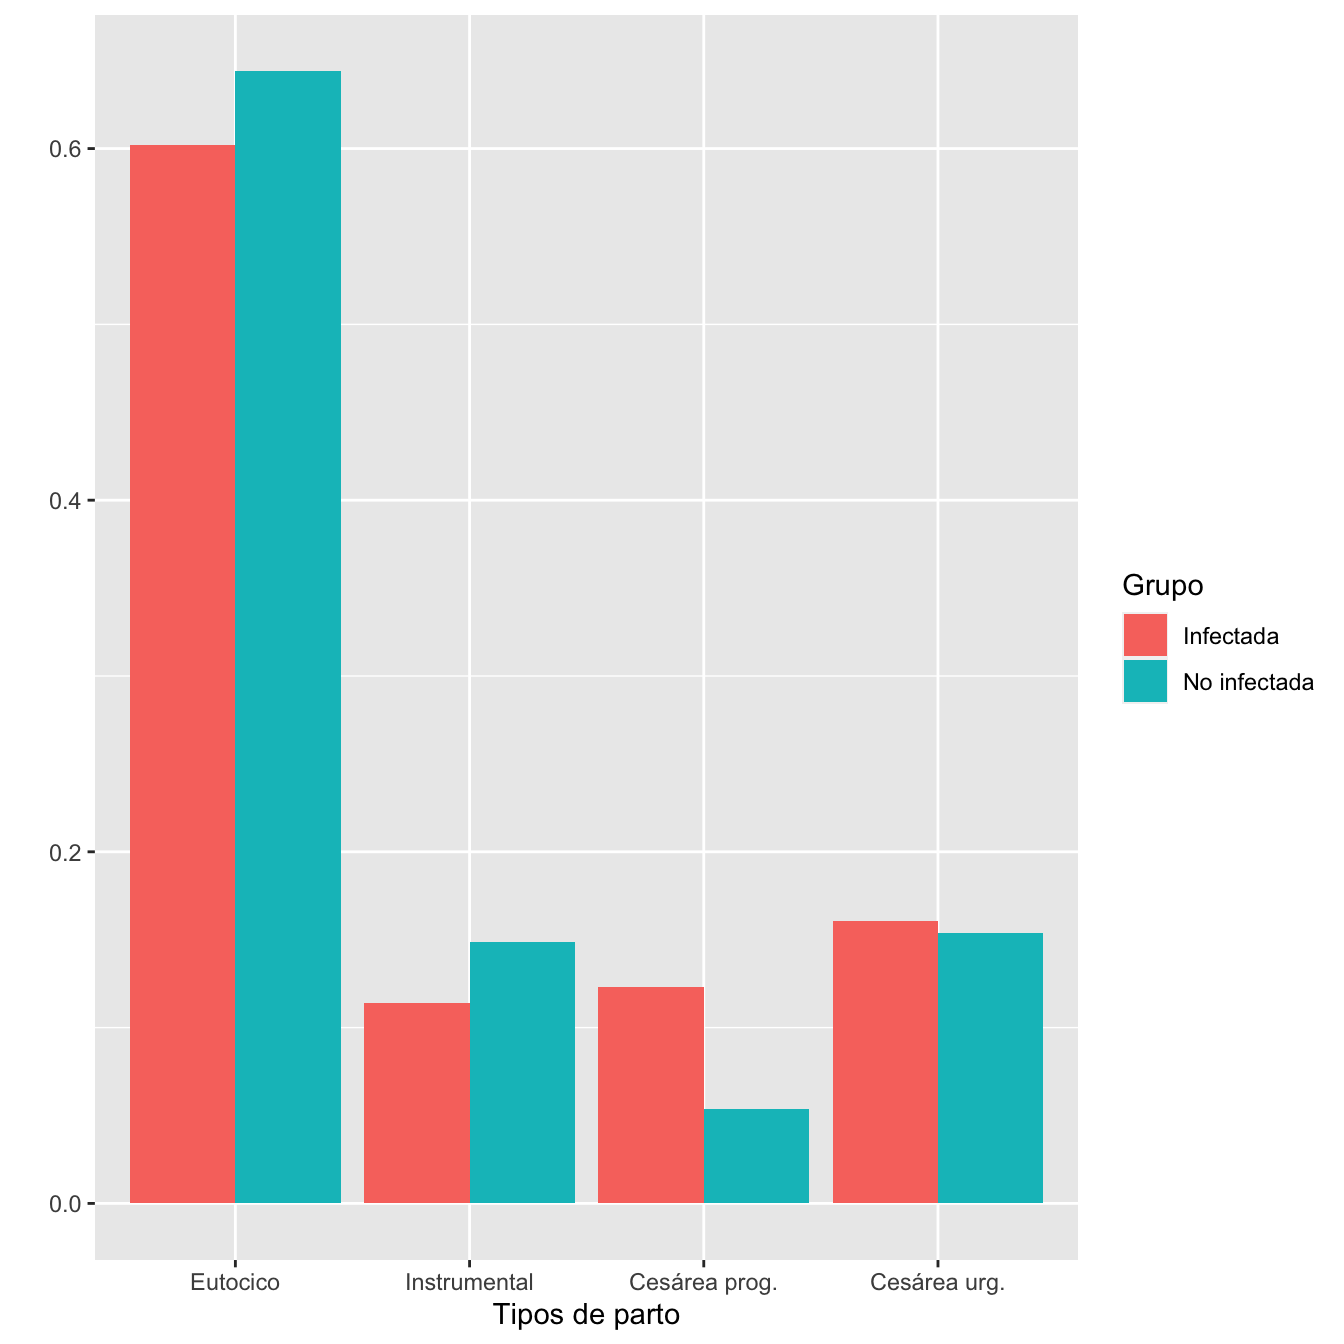 0.6
0.4
0.2
0.0
Eutocico
Instrumental
Cesárea prog.
Cesárea urg.
Tipos de parto
Grupo
Infectada
No infectada